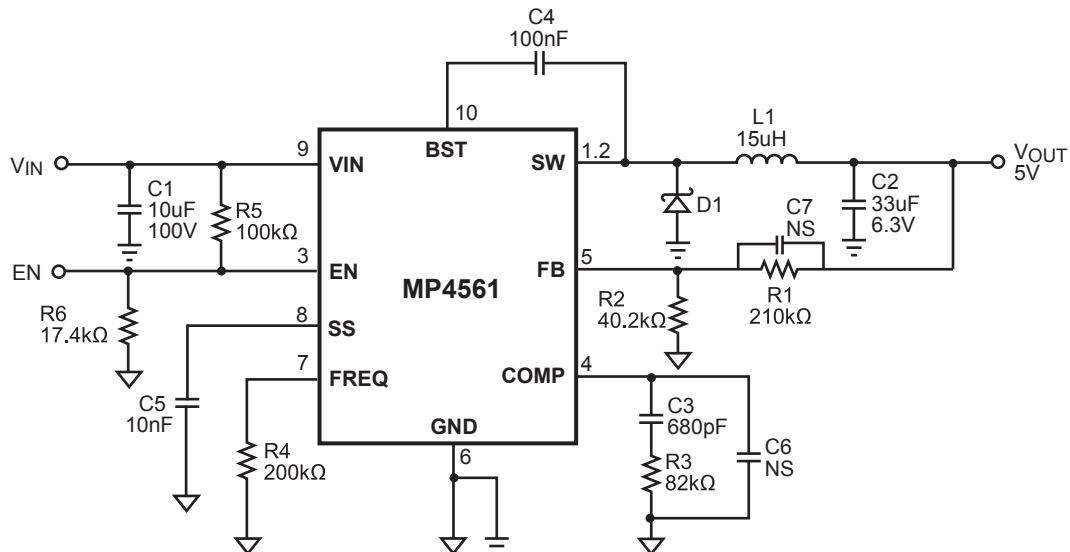 C4
100nF
10
BST
L1
15uH
VIN
9
VIN
SW
1.2
VOUT
5V
C1
10uF
100V
R5
100kΩ
D1
C2
33uF
6.3V
C7
NS
EN
3
EN
MP4561
FB
5
R1
210kΩ
R6
17.4kΩ
8
SS
R2
40.2kΩ
7
FREQ
COMP
4
C5
10nF
GND
6
R4
200kΩ
C3
680pF
R3
82kΩ
C6
NS